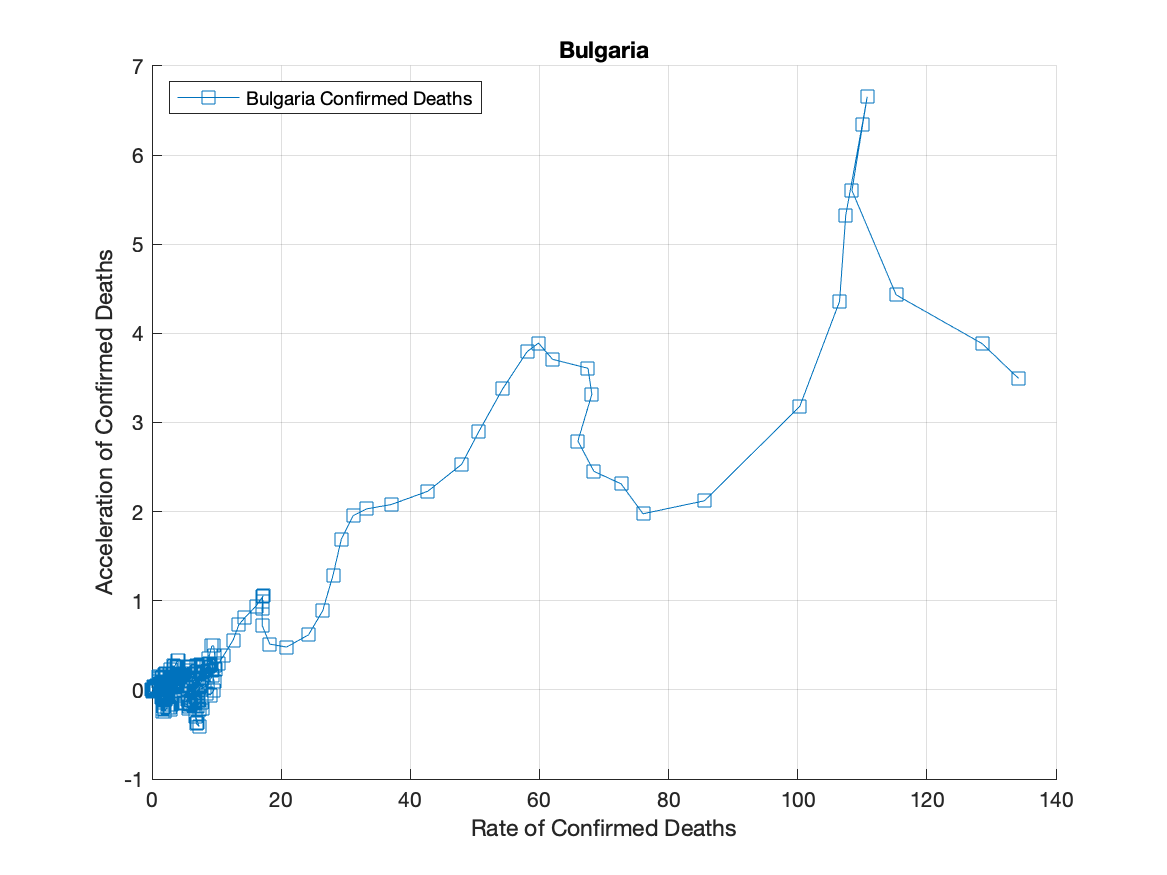 Bulgaria
7
Bulgaria Confirmed Deaths
6
5
4
3
2
1
0
-1
Acceleration of Confirmed Deaths
0 20 40 60 80 100 120 140
Rate of Confirmed Deaths